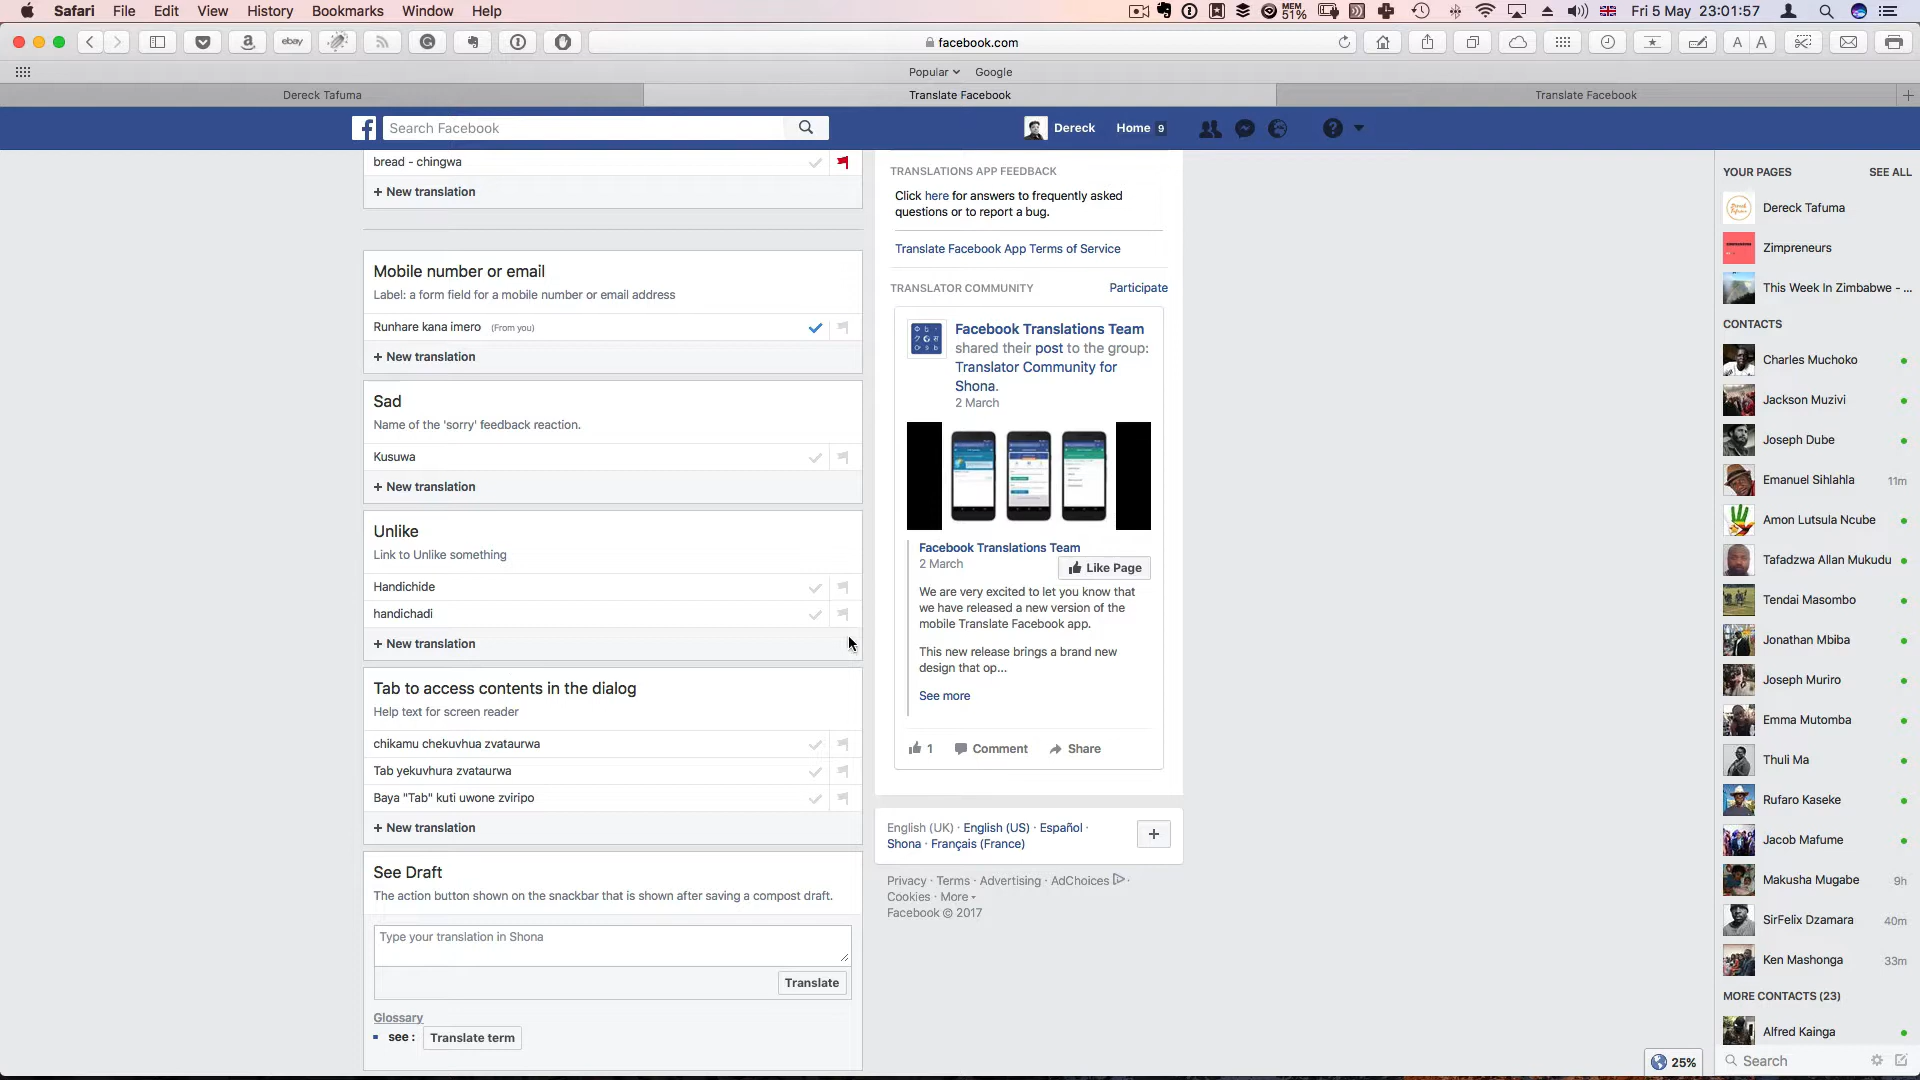 Safari File Edit View History Bookmarks Window Help
MEM 51%
Fri 5 May 23:01:57
ebay
facebook.com
A A
Popular Google
Dereck Tafuma
Translate Facebook
Translate Facebook
Search Facebook
Dereck
Home 9
bread - chingwa
+ New translation
Mobile number or email
Label: a form field for a mobile number or email address
Runhare kana imero (From you)
+ New translation
Sad
Name of the 'sorry' feedback reaction.
Kusuwa
+ New translation
Unlike
Link to Unlike something
Handichide
handichadi
+ New translation
Tab to access contents in the dialog
Help text for screen reader
chikamu chekuvhua zvataurwa
Tab yekuvhura zvataurwa
Baya "Tab" kuti uwone zviripo
+ New translation
See Draft
The action button shown on the snackbar that is shown after saving a compost draft.
Type your translation in Shona
Translate
Glossary
see :
Translate term
TRANSLATIONS APP FEEDBACK
Click here for answers to frequently asked
questions or to report a bug.
Translate Facebook App Terms of Service
TRANSLATOR COMMUNITY
Participate
Facebook Translations Team
shared their post to the group:
Translator Community for
Shona.
2 March
Facebook Translations Team
2 March
Like Page
We are very excited to let you know that
we have released a new version of the
mobile Translate Facebook app.
This new release brings a brand new
design that op...
See more
1
Comment
Share
English (UK) · English (US) · Español ·
Shona · Français (France)
+
Privacy · Terms · Advertising · AdChoices ·
Cookies · More
Facebook © 2017
YOUR PAGES
SEE ALL
Dereck Tafuma
Zimpreneurs
This Week In Zimbabwe - ...
CONTACTS
Charles Muchoko
Jackson Muzivi
Joseph Dube
Emanuel Sihlahla 11m
Amon Lutsula Ncube
Tafadzwa Allan Mukudu
Tendai Masombo
Jonathan Mbiba
Joseph Muriro
Emma Mutomba
Thuli Ma
Rufaro Kaseke
Jacob Mafume
Makusha Mugabe 9h
SirFelix Dzamara 40m
Ken Mashonga 33m
MORE CONTACTS (23)
Alfred Kainga
25%
Search